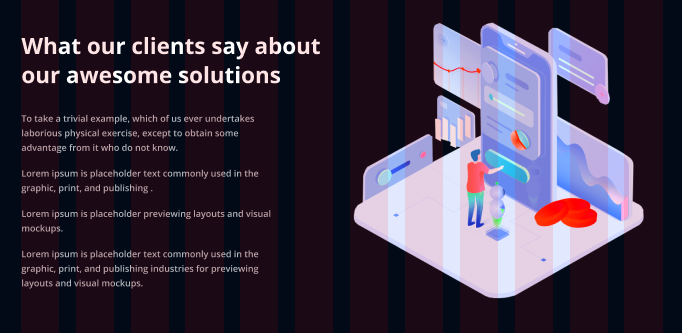 What our clients say about
our awesome solutions
To take a trivial example, which of us ever undertakes
laborious physical exercise, except to obtain some
advantage from it who do not know.
Lorem ipsum is placeholder text commonly used in the
graphic, print, and publishing .
Lorem ipsum is placeholder previewing layouts and visual
mockups.
Lorem ipsum is placeholder text commonly used in the
graphic, print, and publishing industries for previewing
layouts and visual mockups.